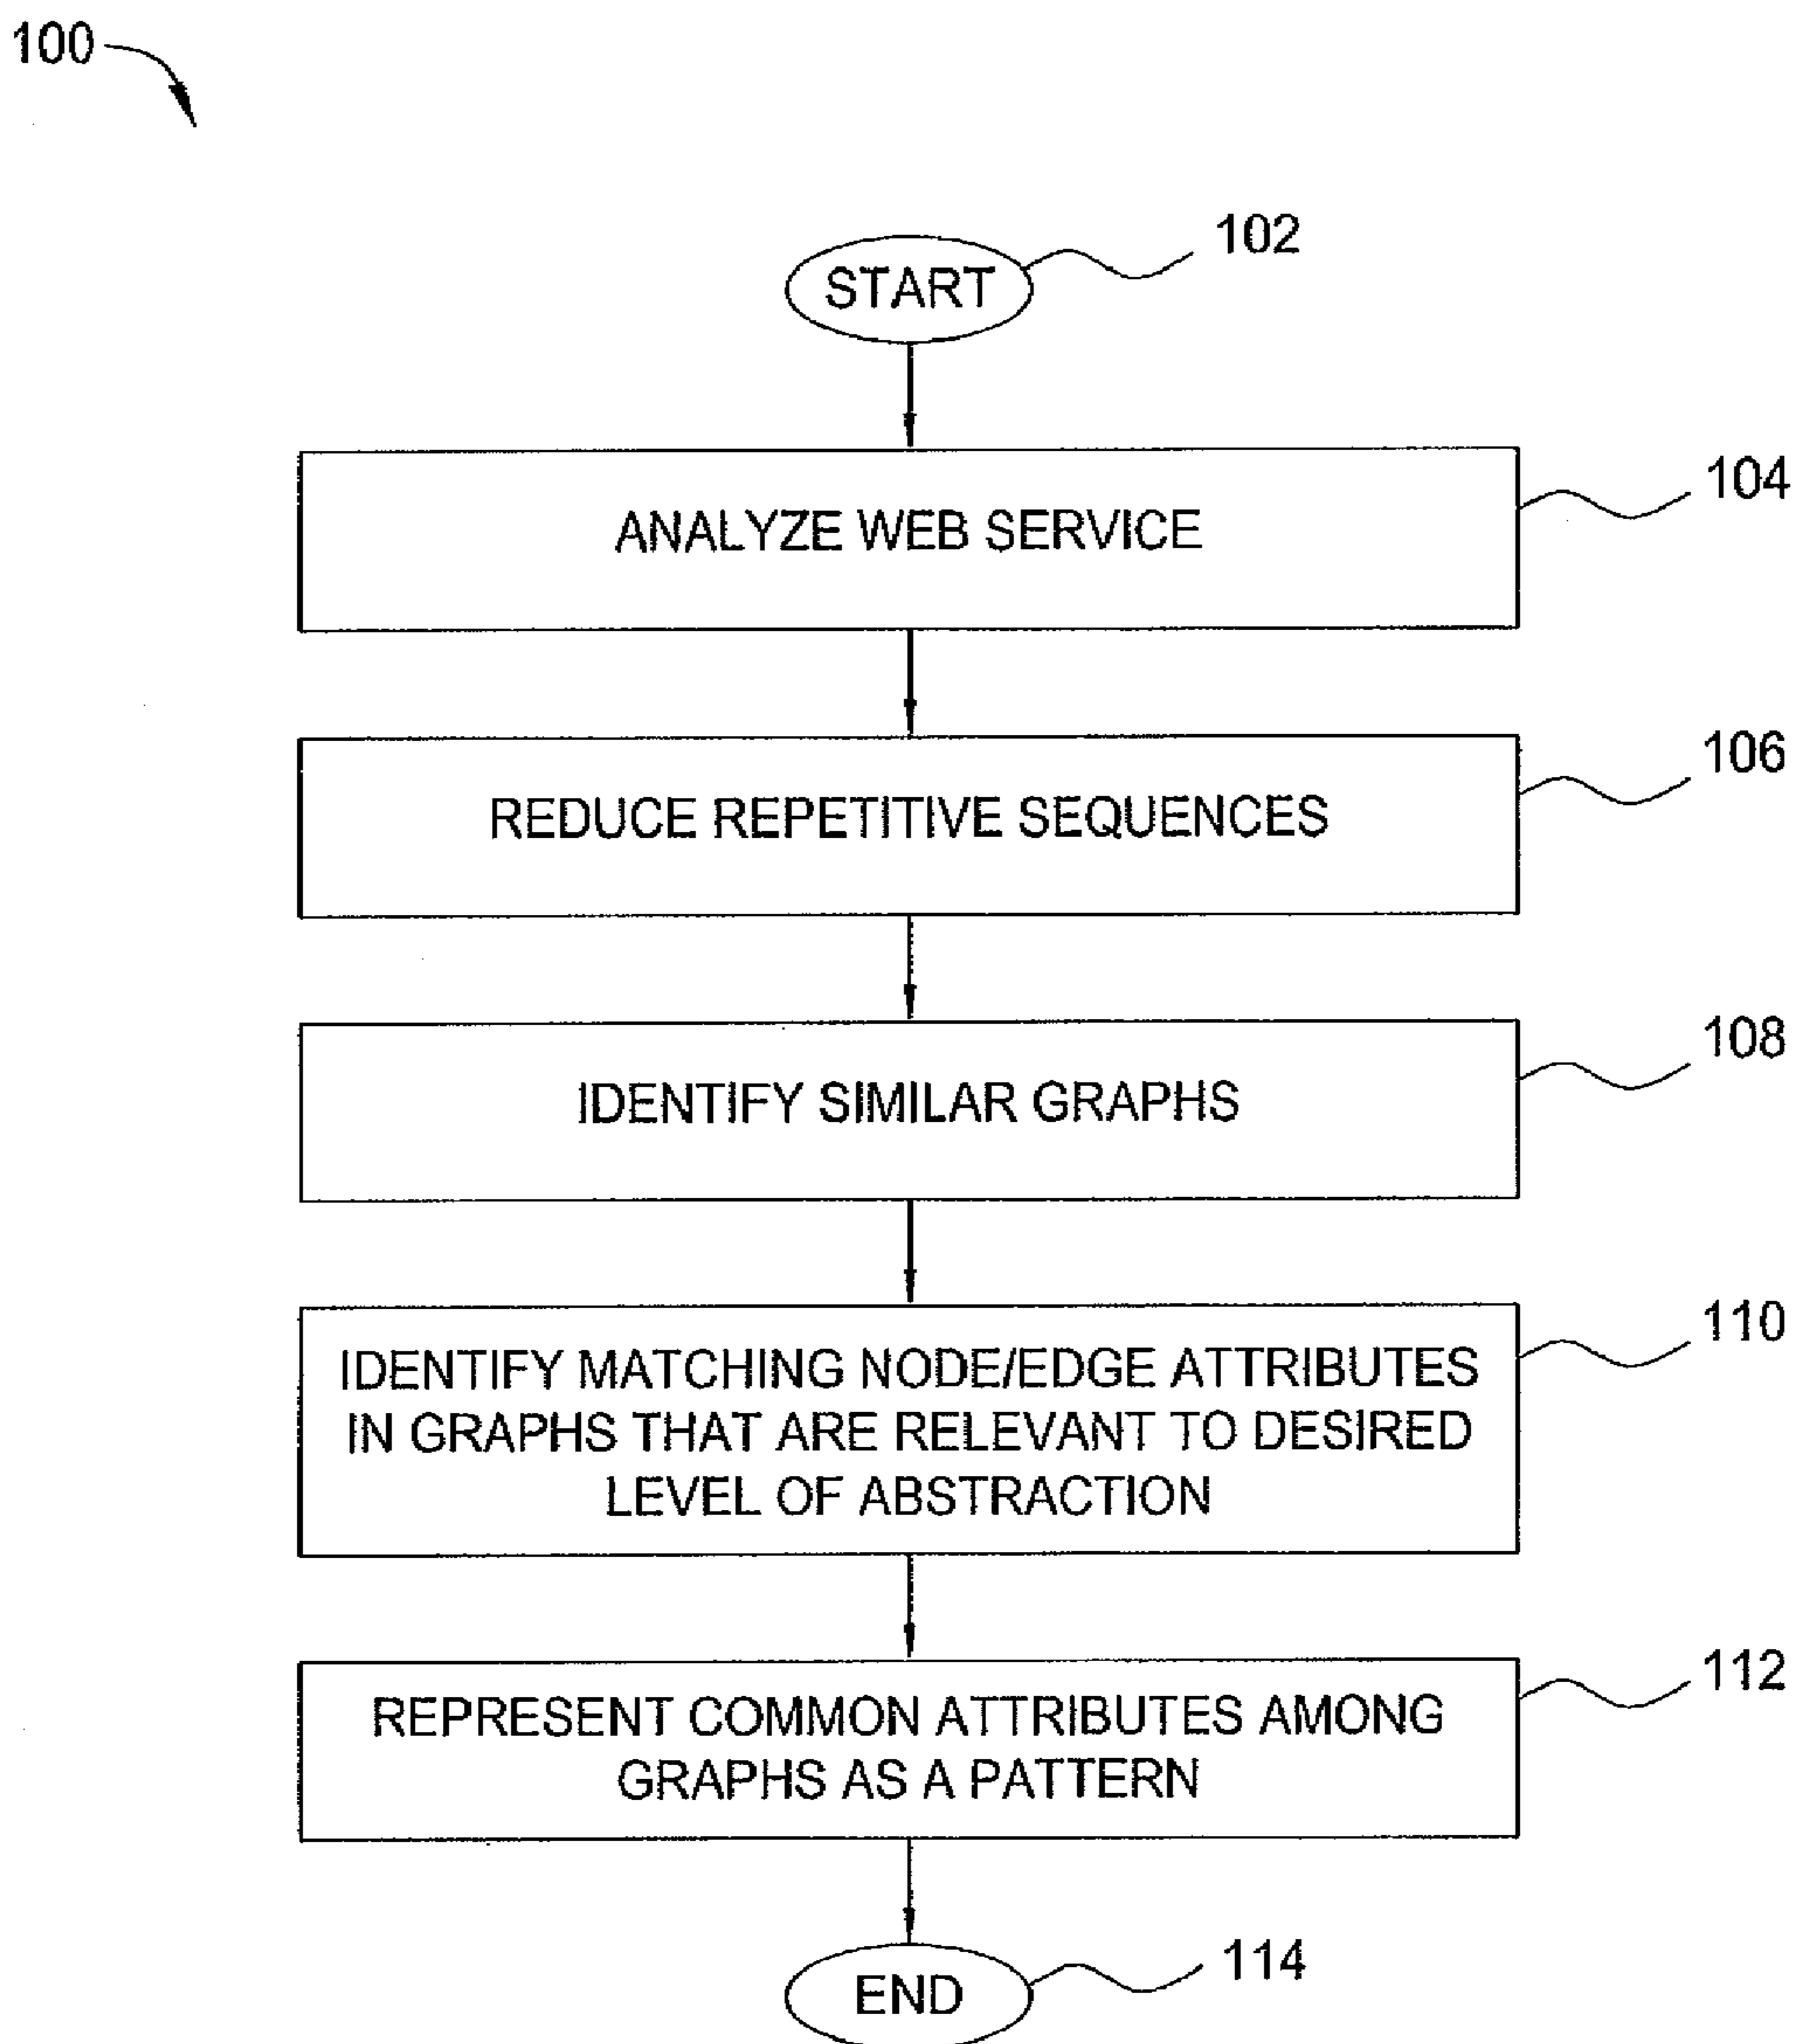 100
102
START
104
ANALYZE WEB SERVICE
106
REDUCE REPETITIVE SEQUENCES
108
IDENTIFY SIMILAR GRAPHS
110
IDENTIFY MATCHING NODE/EDGE ATTRIBUTES
IN GRAPHS THAT ARE RELEVANT TO DESIRED
LEVEL OF ABSTRACTION
112
REPRESENT COMMON ATTRIBUTES AMONG
GRAPHS AS A PATTERN
114
END